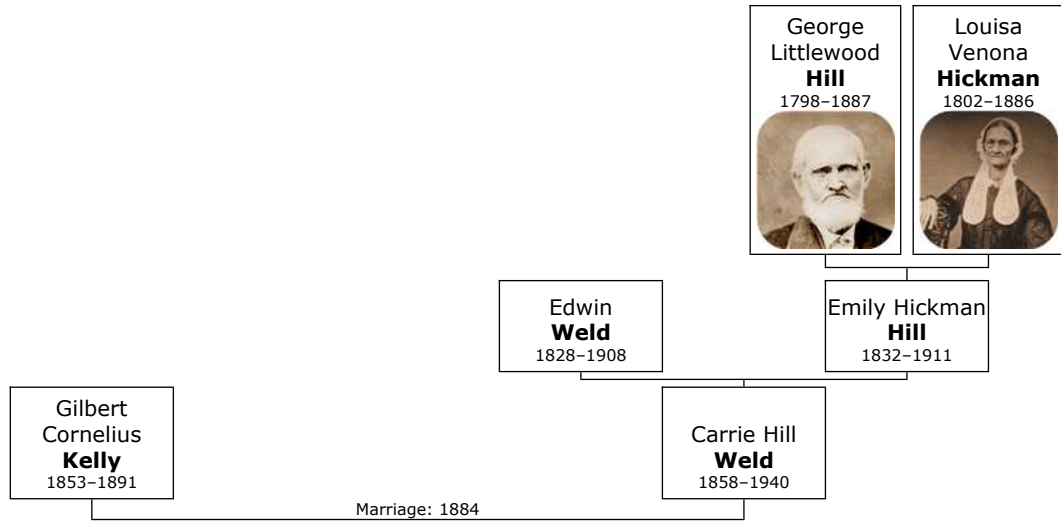 George
Littlewood
Hill
1798–1887
Louisa
Venona
Hickman
1802–1886
Edwin
Weld
1828–1908
Emily Hickman
Hill
1832–1911
Gilbert
Cornelius
Kelly
1853–1891
Carrie Hill
Weld
1858–1940
Marriage: 1884